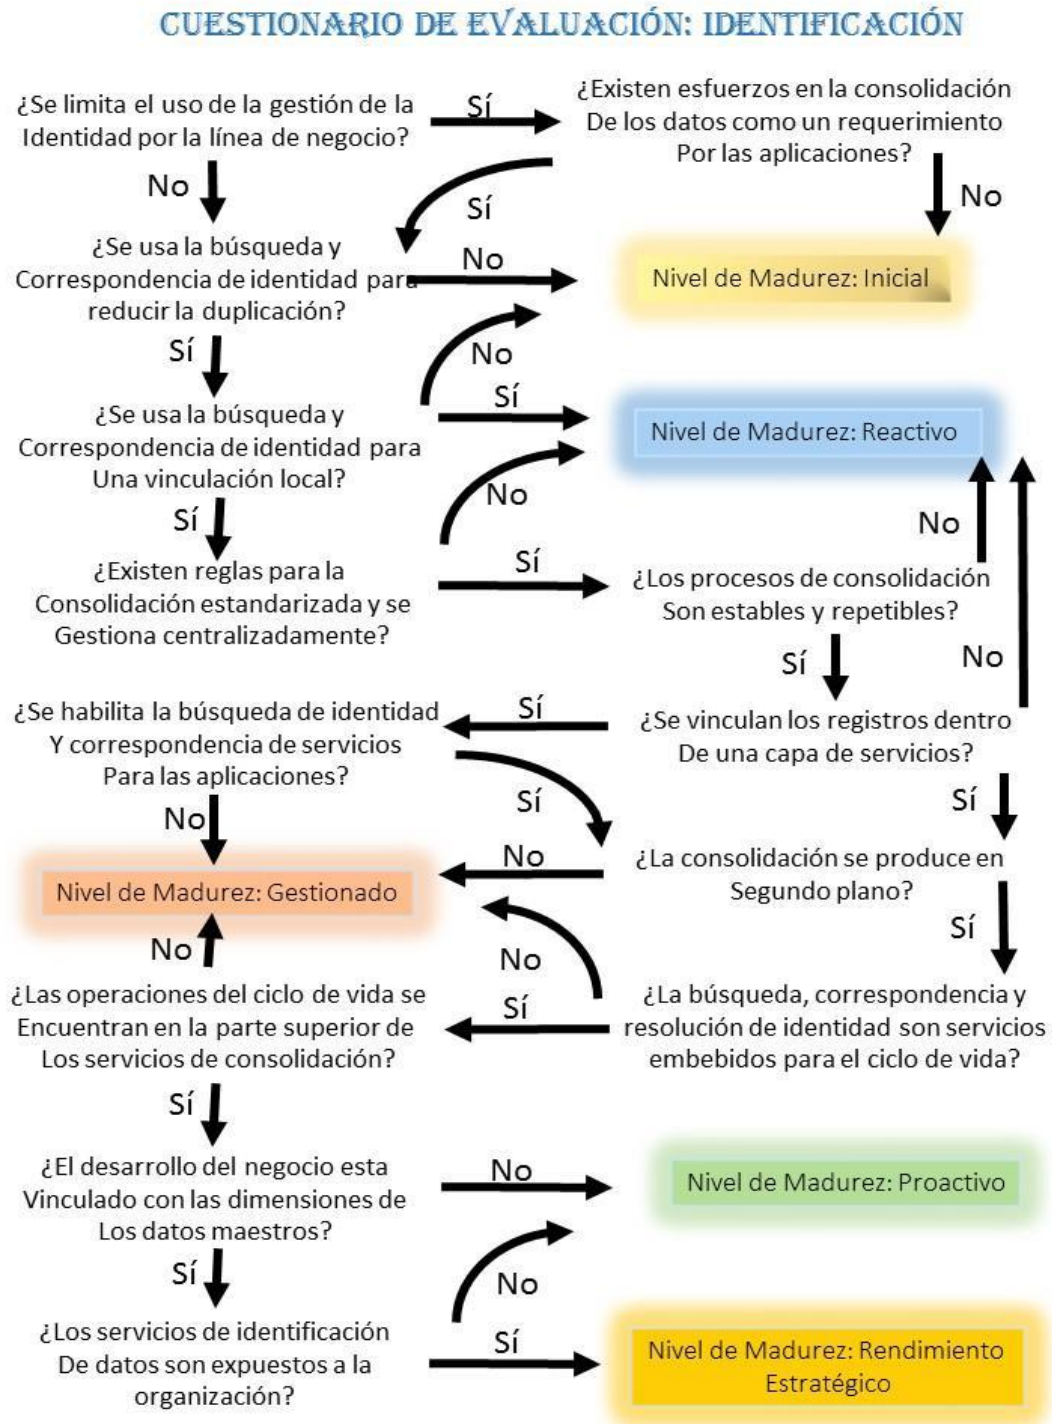 CUESTIONARIO DE EVALUACIÓN: IDENTIFICACIÓN
¿Se limita el uso de la gestión de la
Identidad por la línea de negocio?
Sí
¿Existen esfuerzos en la consolidación
De los datos como un requerimiento
Por las aplicaciones?
No
Sí
No
¿Se usa la búsqueda y
Correspondencia de identidad para
reducir la duplicación?
No
Nivel de Madurez: Inicial
Sí
No
¿Se usa la búsqueda y
Correspondencia de identidad para
Una vinculación local?
Sí
Nivel de Madurez: Reactivo
Sí
No
No
¿Existen reglas para la
Consolidación estandarizada y se
Gestiona centralizadamente?
Sí
¿Los procesos de consolidación
Son estables y repetibles?
Sí
No
¿Se habilita la búsqueda de identidad
Y correspondencia de servicios
Para las aplicaciones?
Sí
¿Se vinculan los registros dentro
De una capa de servicios?
No
Sí
Sí
Nivel de Madurez: Gestionado
No
¿La consolidación se produce en
Segundo plano?
No
No
Sí
¿Las operaciones del ciclo de vida se
Encuentran en la parte superior de
Los servicios de consolidación?
Sí
¿La búsqueda, correspondencia y
resolución de identidad son servicios
embebidos para el ciclo de vida?
Sí
¿El desarrollo del negocio esta
Vinculado con las dimensiones de
Los datos maestros?
No
Nivel de Madurez: Proactivo
Sí
No
¿Los servicios de identificación
De datos son expuestos a la
organización?
Sí
Nivel de Madurez: Rendimiento
Estratégico